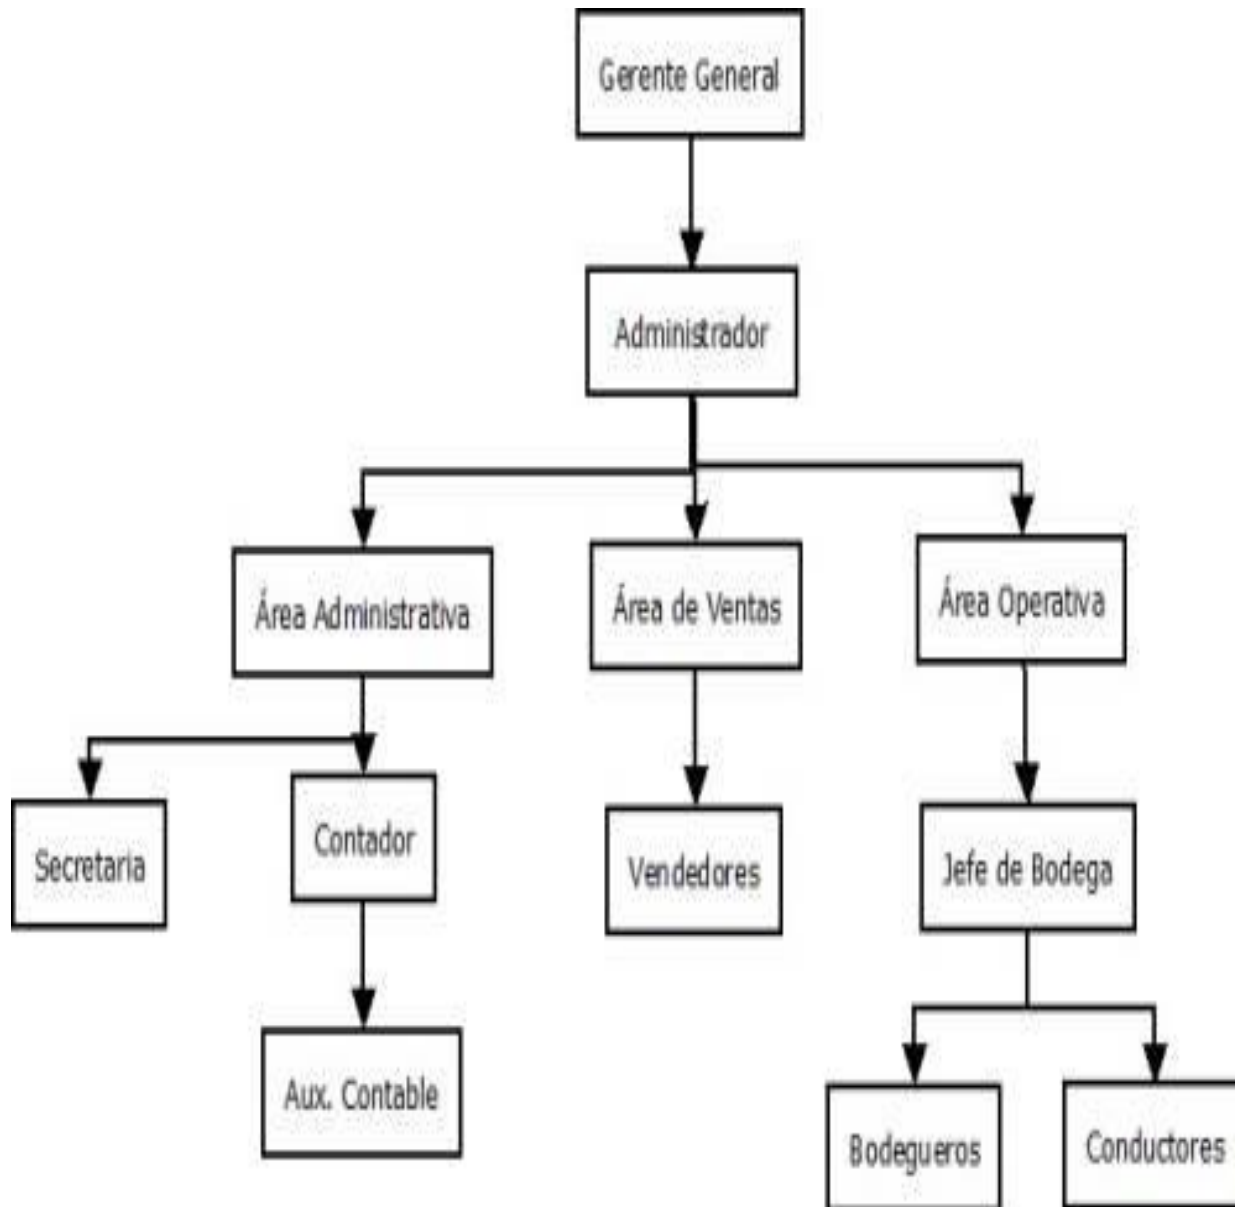 Gerente General
Administrador
Área Administrativa
Área de Ventas
Área Operativa
Secretaria
Contador
Vendedores
Jefe de Bodega
Aux. Contable
Bodegueros
Conductores